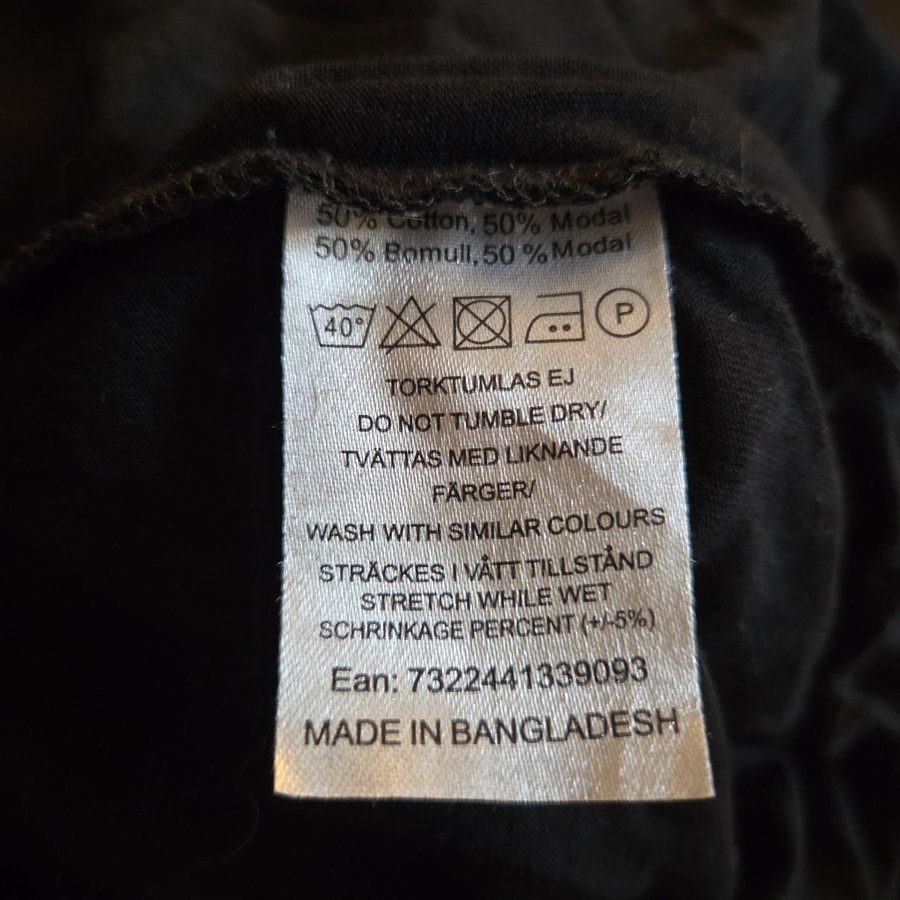 50% Cotton, 50% Modal
50% Bomull, 50 % Modal
40° P
TORKTUMLAS EJ
DO NOT TUMBLE DRY/
TVÄTTAS MED LIKNANDE
FÄRGER/
WASH WITH SIMILAR COLOURS
STRÄCKES I VÅTT TILLSTÅND
STRETCH WHILE WET
SCHRINKAGE PERCENT (+/-5%)
Ean: 7322441339093
MADE IN BANGLADESH